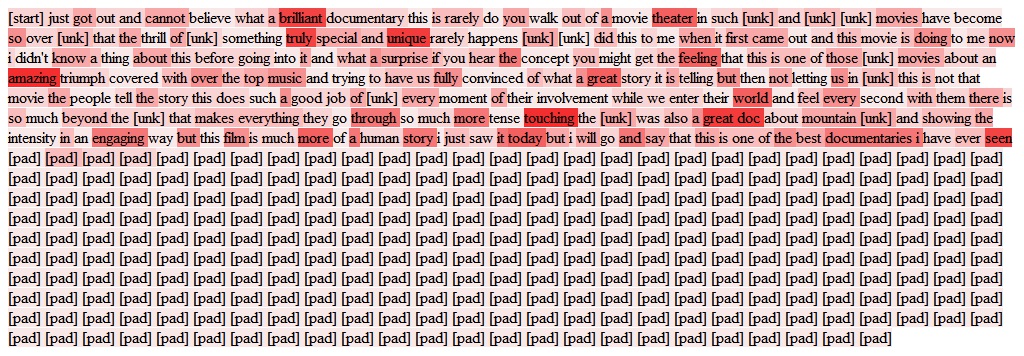 [start] just got out and cannot believe what a brilliant documentary this is rarely do you walk out of a movie theater in such [unk] and [unk] [unk] movies have become
so over [unk] that the thrill of [unk] something truly special and unique rarely happens [unk] [unk] did this to me when it first came out and this movie is doing to me now
i didn't know a thing about this before going into it and what a surprise if you hear the concept you might get the feeling that this is one of those [unk] movies about an
amazing triumph covered with over the top music and trying to have us fully convinced of what a great story it is telling but then not letting us in [unk] this is not that
movie the people tell the story this does such a good job of [unk] every moment of their involvement while we enter their world and feel every second with them there is
so much beyond the [unk] that makes everything they go through so much more tense touching the [unk] was also a great doc about mountain [unk] and showing the
intensity in an engaging way but this film is much more of a human story i just saw it today but i will go and say that this is one of the best documentaries i have ever seen
[pad] [pad] [pad] [pad] [pad] [pad] [pad] [pad] [pad] [pad] [pad] [pad] [pad] [pad] [pad] [pad] [pad] [pad] [pad] [pad] [pad] [pad] [pad] [pad] [pad] [pad] [pad]
[pad] [pad] [pad] [pad] [pad] [pad] [pad] [pad] [pad] [pad] [pad] [pad] [pad] [pad] [pad] [pad] [pad] [pad] [pad] [pad] [pad] [pad] [pad] [pad] [pad] [pad] [pad]
[pad] [pad] [pad] [pad] [pad] [pad] [pad] [pad] [pad] [pad] [pad] [pad] [pad] [pad] [pad] [pad] [pad] [pad] [pad] [pad] [pad] [pad] [pad] [pad] [pad] [pad] [pad]
[pad] [pad] [pad] [pad] [pad] [pad] [pad] [pad] [pad] [pad] [pad] [pad] [pad] [pad] [pad] [pad] [pad] [pad] [pad] [pad] [pad] [pad] [pad] [pad] [pad] [pad] [pad]
[pad] [pad] [pad] [pad] [pad] [pad] [pad] [pad] [pad] [pad] [pad] [pad] [pad] [pad] [pad] [pad] [pad] [pad] [pad] [pad] [pad] [pad] [pad] [pad] [pad] [pad] [pad]
[pad] [pad] [pad] [pad] [pad] [pad] [pad] [pad] [pad] [pad] [pad] [pad] [pad] [pad] [pad] [pad] [pad] [pad] [pad] [pad] [pad] [pad] [pad] [pad] [pad] [pad] [pad]
[pad] [pad] [pad] [pad] [pad] [pad] [pad] [pad] [pad] [pad] [pad] [pad] [pad] [pad] [pad] [pad] [pad] [pad] [pad] [pad] [pad] [pad] [pad] [pad] [pad] [pad] [pad]
[pad] [pad] [pad] [pad] [pad] [pad] [pad] [pad] [pad] [pad] [pad] [pad] [pad] [pad] [pad] [pad] [pad] [pad] [pad] [pad] [pad] [pad] [pad] [pad] [pad] [pad] [pad]
[pad] [pad] [pad] [pad] [pad] [pad] [pad] [pad] [pad] [pad] [pad] [pad] [pad] [pad] [pad] [pad] [pad] [pad] [pad] [pad] [pad] [pad] [pad] [pad] [pad] [pad] [pad]
[pad] [pad] [pad] [pad] [pad] [pad] [pad] [pad] [pad] [pad] [pad] [pad] [pad] [pad] [pad] [pad] [pad] [pad] [pad] [pad] [pad] [pad] [pad] [pad]